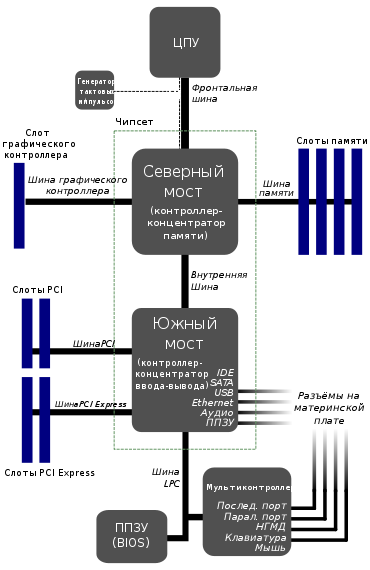 ЦПУ
Генератор
тактовых
импульсов
Фронтальная
шина
Чипсет
Слот
графического
контроллера
Слоты памяти
Шина графического
контроллера
Северный
мост
(контроллер-
концентратор
памяти)
Шина
памяти
Внутренняя
Шина
Слоты PCI
ШинаPCI
Южный
мост
(контроллер-
концентратор
ввода-вывода)
IDE
SATA
USB
Ethernet
Аудио
ППЗУ
Разъёмы на
материнской
плате
ШинаPCI Express
Слоты PCI Express
Шина
LPC
ППЗУ
(BIOS)
Мультиконтроллер
Послед. порт
Парал. порт
НГМД
Клавиатура
Мышь